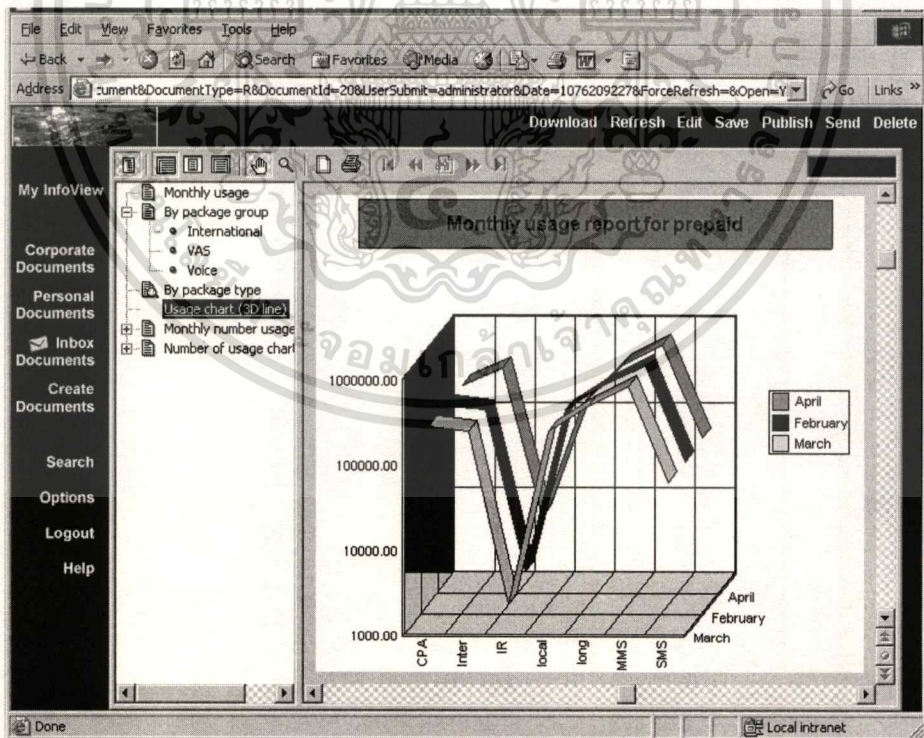 File Edit View Favorites Tools Help
Back Search Favorites Media
Address :ument&DocumentType=R&DocumentId=20&UserSubmit=administrator&Date=1076209227&ForceRefresh=&Open=Y Go Links »
Download Refresh Edit Save Publish Send Delete
My InfoView
Corporate
Documents
Personal
Documents
Inbox
Documents
Create
Documents
Search
Options
Logout
Help
Monthly usage
By package group
International
VAS
Voice
By package type
Usage chart (3D line)
Monthly number usage
Number of usage chart
Monthly usage report for prepaid
1000000.00
100000.00
10000.00
1000.00
CPA
Inter
IR
local
long
MMS
SMS
April
February
March
April
February
March
Done
Local intranet